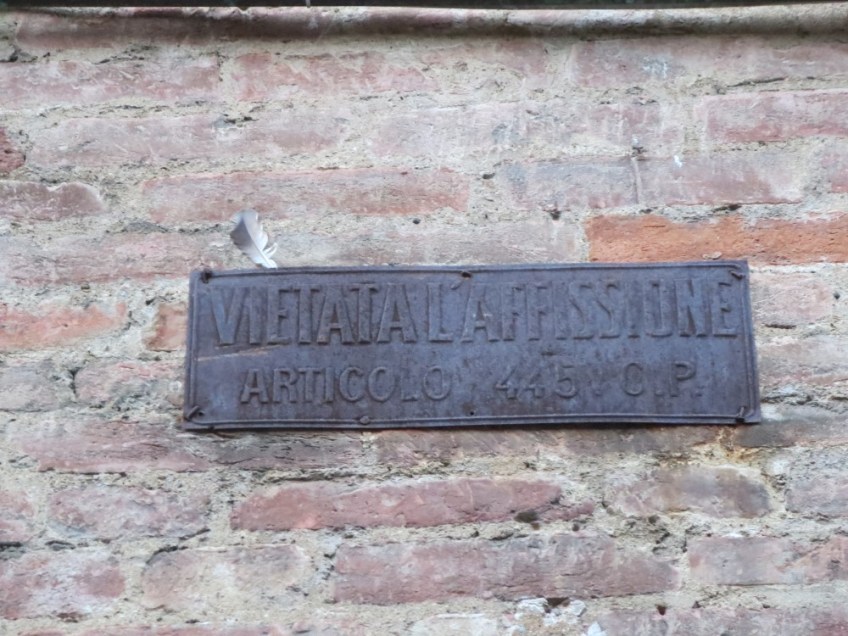 VIETATA L'AFFISSIONE
ARTICOLO 445 C.P.